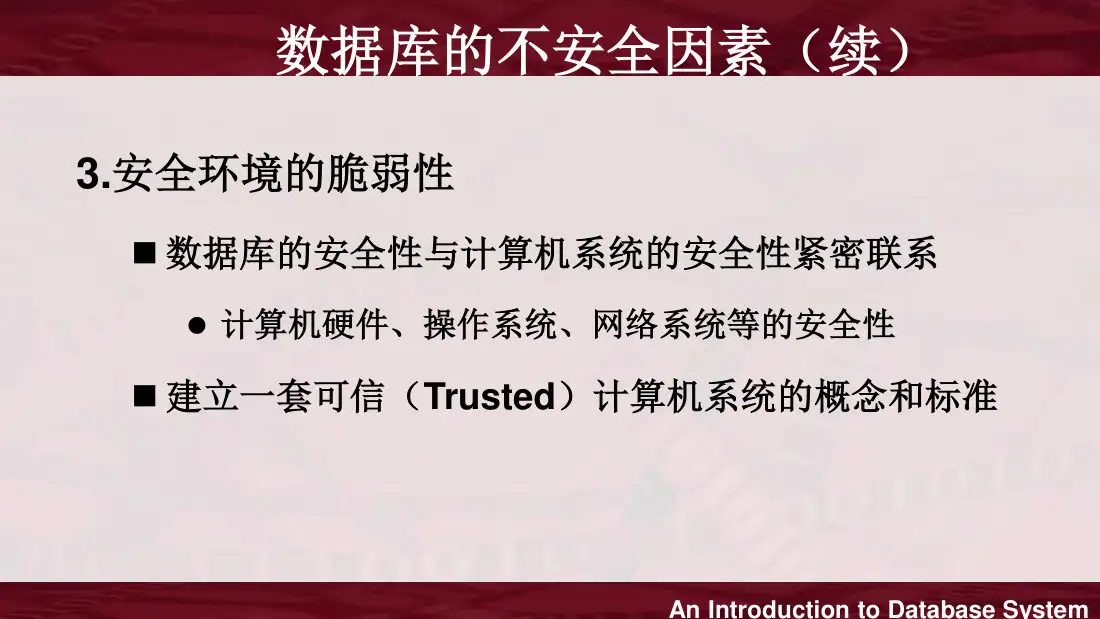 数据库的不安全因素（续）
3.安全环境的脆弱性
■ 数据库的安全性与计算机系统的安全性紧密联系
● 计算机硬件、操作系统、网络系统等的安全性
■ 建立一套可信（Trusted）计算机系统的概念和标准
An Introduction to Database System